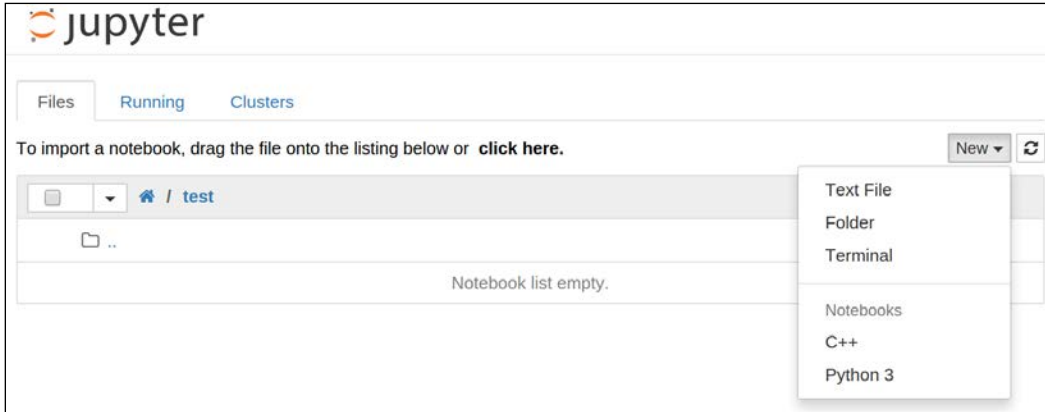 jupyter
Files Running Clusters
To import a notebook, drag the file onto the listing below or click here.
New
/ test
..
Notebook list empty.
Text File
Folder
Terminal
Notebooks
C++
Python 3